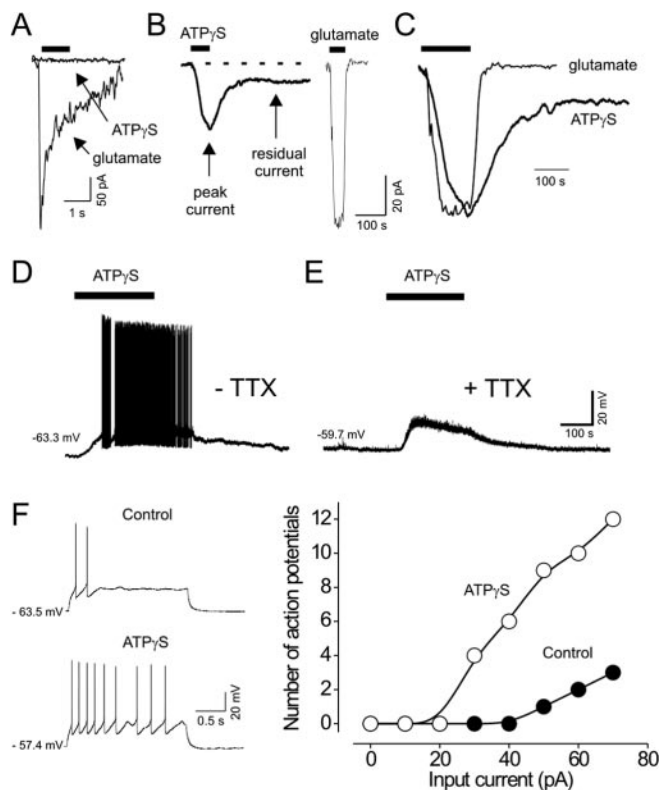 A
ATPγS
glutamate
1 s
50 pA
B
ATPγS
glutamate
peak
current
residual
current
100 s
20 pA
C
glutamate
ATPγS
100 s
D
ATPγS
- TTX
-63.3 mV
E
ATPγS
+ TTX
-59.7 mV
100 s
20 mV
F
Control
- 63.5 mV
ATPγS
- 57.4 mV
0.5 s
20 mV
Number of action potentials
12
10
8
6
4
2
0
ATPγS
Control
0 20 40 60 80
Input current (pA)